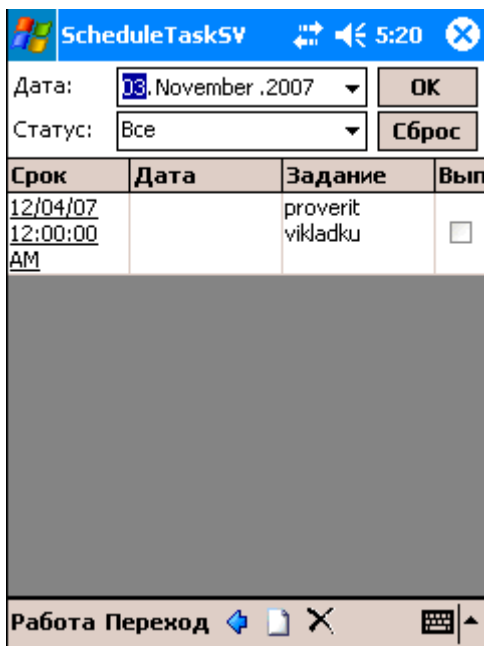 ScheduleTaskSV 5:20
Дата: 03. November .2007 OK
Статус: Все Сброс
Срок Дата Задание Вып
12/04/07 proverit
12:00:00 vikladku
AM
Работа Переход